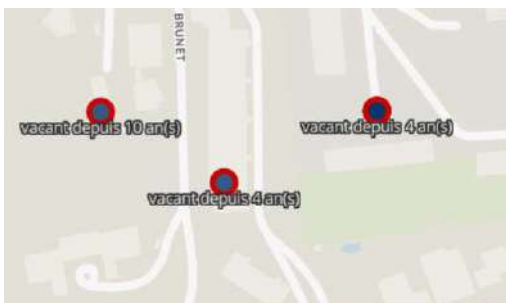 BRUNET
vacant depuis 10 an(s)
vacant depuis 4 an(s)
vacant depuis 4 an(s)